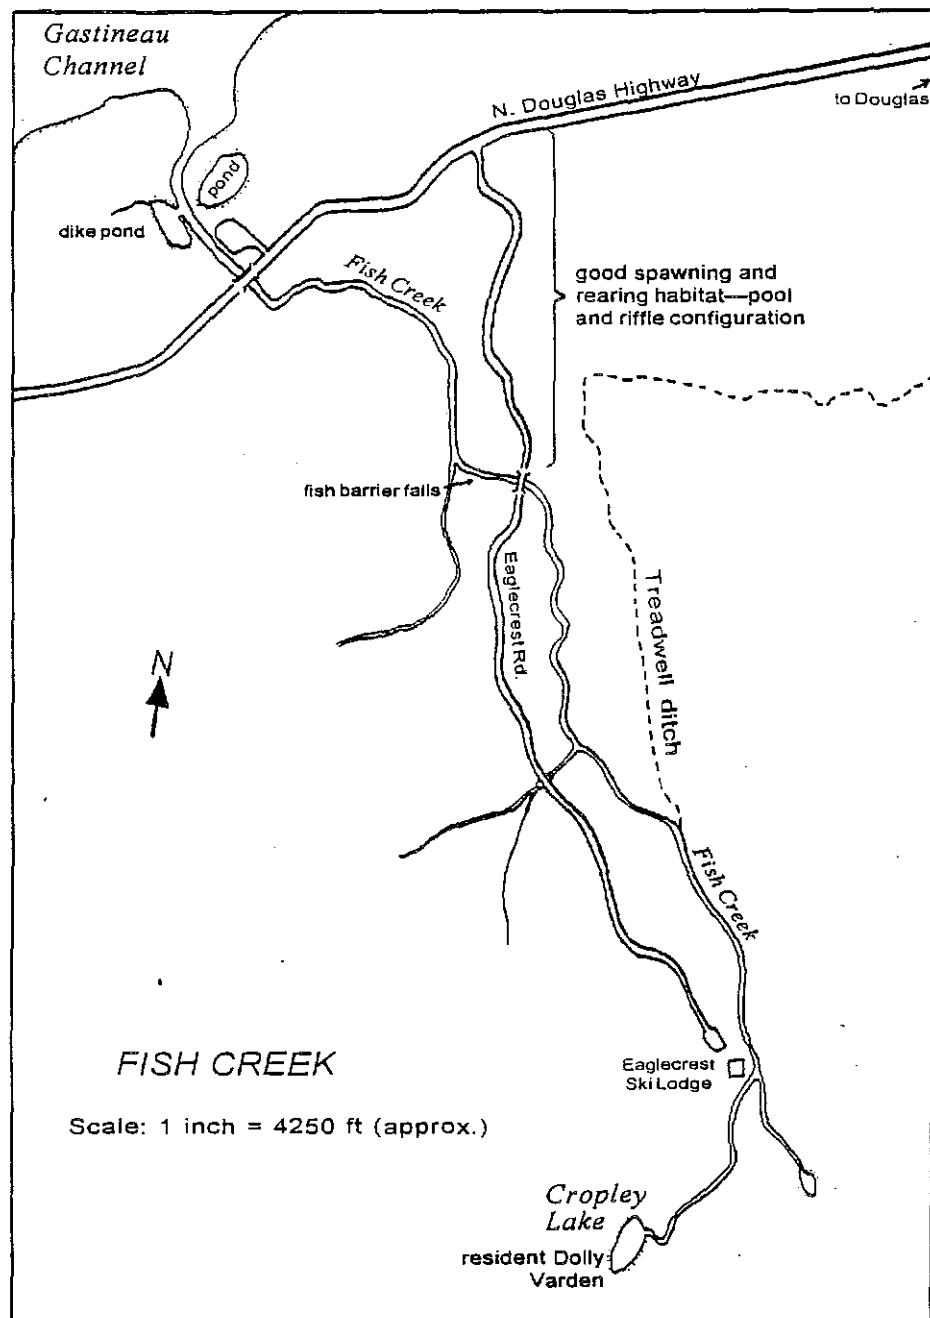 Gastineau
Channel
N. Douglas Highway
to Douglas
pond
dike pond
Fish Creek
good spawning and
rearing habitat—pool
and riffle configuration
fish barrier falls
Eaglecrest Rd.
Treadwell ditch
N
Fish Creek
FISH CREEK
Eaglecrest
Ski Lodge
Scale: 1 inch = 4250 ft (approx.)
Cropley
Lake
resident Dolly
Varden